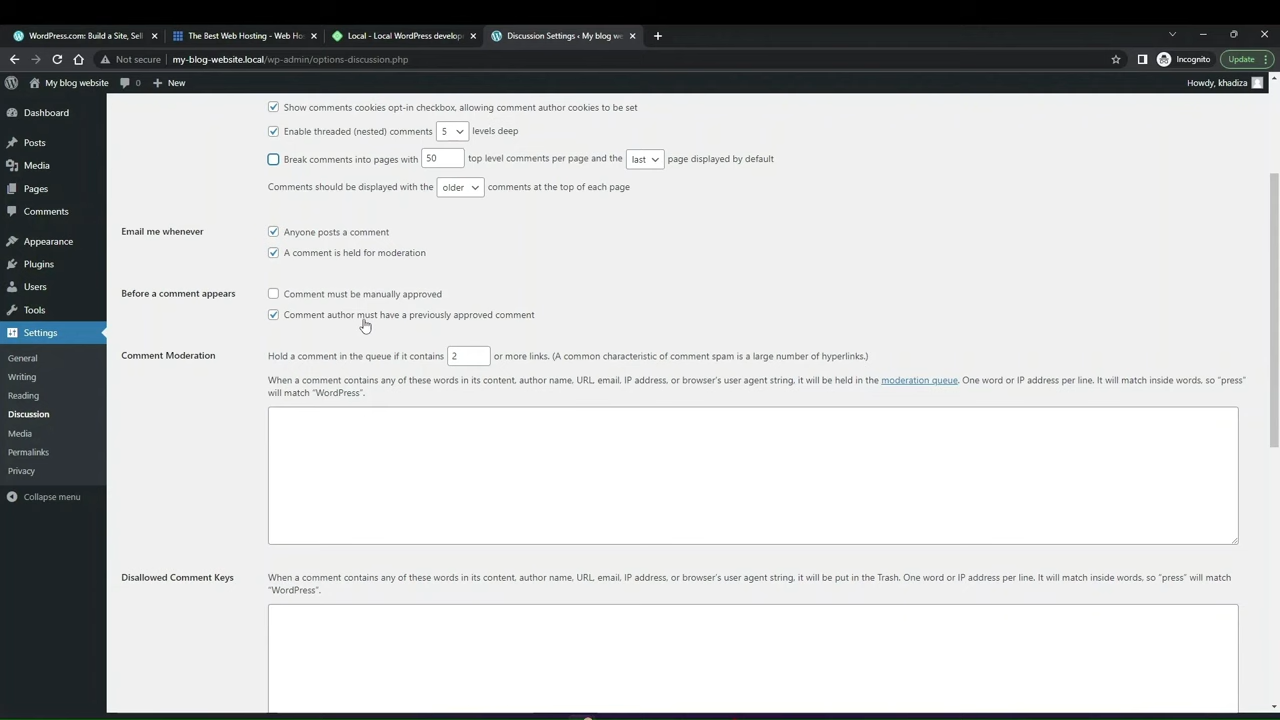 WordPress.com: Build a Site, Sell
The Best Web Hosting - Web Ho
Local - Local WordPress develop
Discussion Settings ‹ My blog we
Not secure
my-blog-website.local/wp-admin/options-discussion.php
Incognito
Update
My blog website
0
New
Howdy, khadiza
Dashboard
Posts
Media
Pages
Comments
Appearance
Plugins
Users
Tools
Settings
General
Writing
Reading
Discussion
Media
Permalinks
Privacy
Collapse menu
Show comments cookies opt-in checkbox, allowing comment author cookies to be set
Enable threaded (nested) comments 5 levels deep
Break comments into pages with 50 top level comments per page and the last page displayed by default
Comments should be displayed with the older comments at the top of each page
Email me whenever
Anyone posts a comment
A comment is held for moderation
Before a comment appears
Comment must be manually approved
Comment author must have a previously approved comment
Comment Moderation
Hold a comment in the queue if it contains 2 or more links. (A common characteristic of comment spam is a large number of hyperlinks.)
When a comment contains any of these words in its content, author name, URL, email, IP address, or browser's user agent string, it will be held in the moderation queue. One word or IP address per line. It will match inside words, so “press”
will match “WordPress”.
Disallowed Comment Keys
When a comment contains any of these words in its content, author name, URL, email, IP address, or browser's user agent string, it will be put in the Trash. One word or IP address per line. It will match inside words, so “press” will match
“WordPress”.